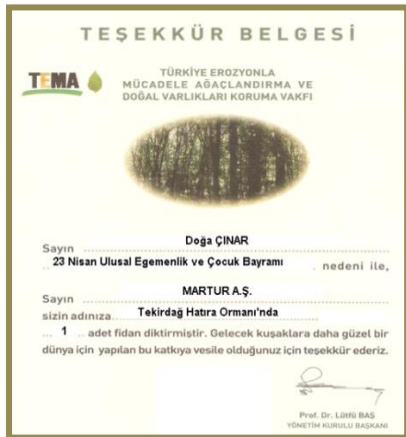 TEŞEKKÜR BELGESİ
TEMA
TÜRKİYE EROZYONLA
MÜCADELE AĞAÇLANDIRMA VE
DOĞAL VARLIKLARI KORUMA VAKFI
Sayın Doğa ÇINAR
23 Nisan Ulusal Egemenlik ve Çocuk Bayramı nedeni ile,
Sayın MARTUR A.Ş.
sizin adınıza Tekirdağ Hatıra Ormanı'nda
1 adet fidan diktirmiştir. Gelecek kuşaklara daha güzel bir
dünya için yapılan bu katkıya vesile olduğunuz için teşekkür ederiz.
Prof. Dr. Lütfü BAŞ
YÖNETİM KURULU BAŞKANI